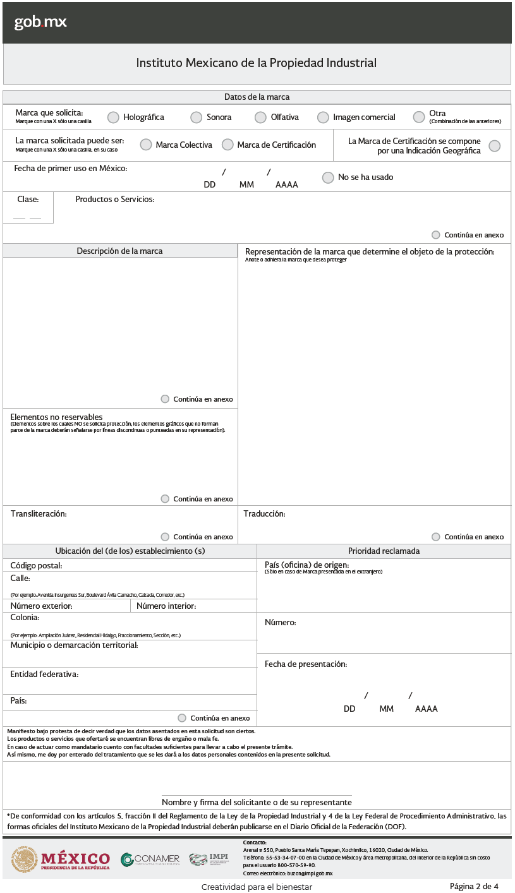 gob.mx
Instituto Mexicano de la Propiedad Industrial
Datos de la marca
Marca que solicita:
Marque con una X sólo una casilla
Holográfica
Sonora
Olfativa
Imagen comercial
Otra
(Combinación de las anteriores)
La marca solicitada puede ser:
Marque con una X sólo una casilla, en su caso
Marca Colectiva
Marca de Certificación
La Marca de Certificación se compone
por una Indicación Geográfica
Fecha de primer uso en México:
/ /
DD MM AAAA
No se ha usado
Clase:
Productos o Servicios:
Continúa en anexo
Descripción de la marca
Representación de la marca que determine el objeto de la protección:
Anote o adhiera la marca que desea proteger
Continúa en anexo
Elementos no reservables
(Elementos sobre los cuales NO se solicita protección, los elementos gráficos que no forman
parte de la marca deberán señalarse por líneas discontinuas o punteadas en su representación).
Continúa en anexo
Transliteración:
Continúa en anexo
Traducción:
Continúa en anexo
Ubicación del (de los) establecimiento (s)
Prioridad reclamada
Código postal:
Calle:
(Por ejemplo: Avenida Insurgentes Sur, Boulevard Ávila Camacho, Calzada, Corredor, etc.)
Número exterior:
Número interior:
Colonia:
(Por ejemplo: Ampliación Juárez, Residencial Hidalgo, Fraccionamiento, Sección, etc.)
Municipio o demarcación territorial:
Entidad federativa:
País:
Continúa en anexo
País (oficina) de origen:
(Sólo en caso de Marca presentada en el extranjero)
Número:
Fecha de presentación:
/ /
DD MM AAAA
Manifiesto bajo protesta de decir verdad que los datos asentados en esta solicitud son ciertos.
Los productos o servicios que ofertaré se encuentran libres de engaño o mala fe.
En caso de actuar como mandatario cuento con facultades suficientes para llevar a cabo el presente trámite.
Así mismo, me doy por enterado del tratamiento que se les dará a los datos personales contenidos en la presente solicitud.
Nombre y firma del solicitante o de su representante
*De conformidad con los artículos 5, fracción II del Reglamento de la Ley de la Propiedad Industrial y 4 de la Ley Federal de Procedimiento Administrativo, las
formas oficiales del Instituto Mexicano de la Propiedad Industrial deberán publicarse en el Diario Oficial de la Federación (DOF).
MÉXICO
PRESIDENCIA DE LA REPÚBLICA
CONAMER
IMPI
Contacto:
Arenal # 550, Pueblo Santa María Tepepan, Xochimilco, 16020, Ciudad de México.
Teléfono: 55-53-34-07-00 en la Ciudad de México y área metropolitana, del interior de la República sin costo
para el usuario 800-570-59-90.
Correo electrónico: buzon@impi.gob.mx
Creatividad para el bienestar
Página 2 de 4